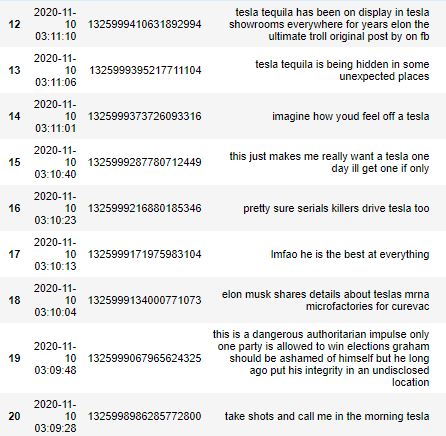 12 2020-11-10 03:11:10 1325999410631892994 tesla tequila has been on display in tesla showrooms everywhere for years elon the ultimate troll original post by on fb
13 2020-11-10 03:11:06 1325999395217711104 tesla tequila is being hidden in some unexpected places
14 2020-11-10 03:11:01 1325999373726093316 imagine how youd feel off a tesla
15 2020-11-10 03:10:40 1325999287780712449 this just makes me really want a tesla one day ill get one if only
16 2020-11-10 03:10:23 1325999216880185346 pretty sure serials killers drive tesla too
17 2020-11-10 03:10:13 1325999171975983104 lmfao he is the best at everything
18 2020-11-10 03:10:04 1325999134000771073 elon musk shares details about teslas mrna microfactories for curevac
19 2020-11-10 03:09:48 1325999067965624325 this is a dangerous authoritarian impulse only one party is allowed to win elections graham should be ashamed of himself but he long ago put his integrity in an undisclosed location
20 2020-11-10 03:09:28 1325998986285772800 take shots and call me in the morning tesla